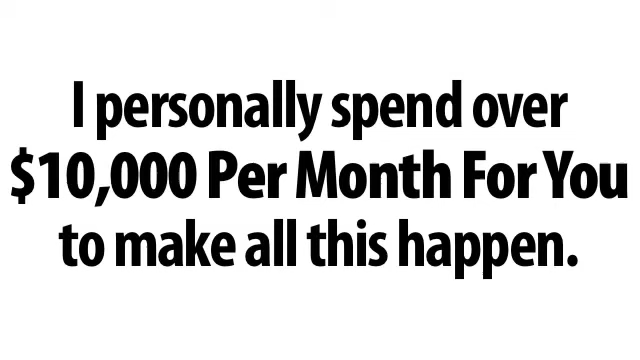 I personally spend over
$10,000 Per Month For You
to make all this happen.